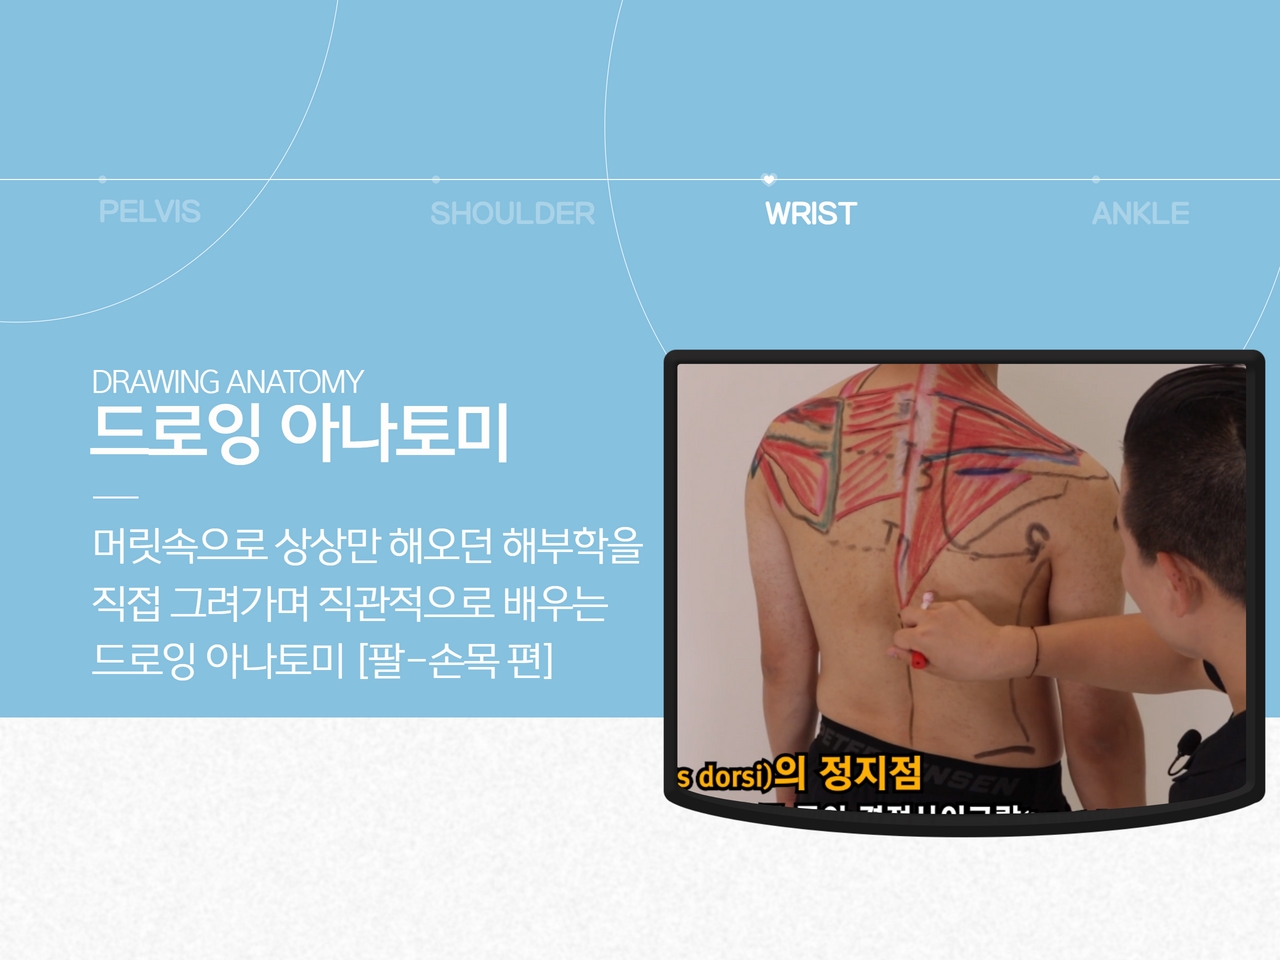 PELVIS
SHOULDER
WRIST
ANKLE
DRAWING ANATOMY
드로잉 아나토미
머릿속으로 상상만 해오던 해부학을
직접 그려가며 직관적으로 배우는
드로잉 아나토미 [팔-손목 편]
s dorsi)의 정지점